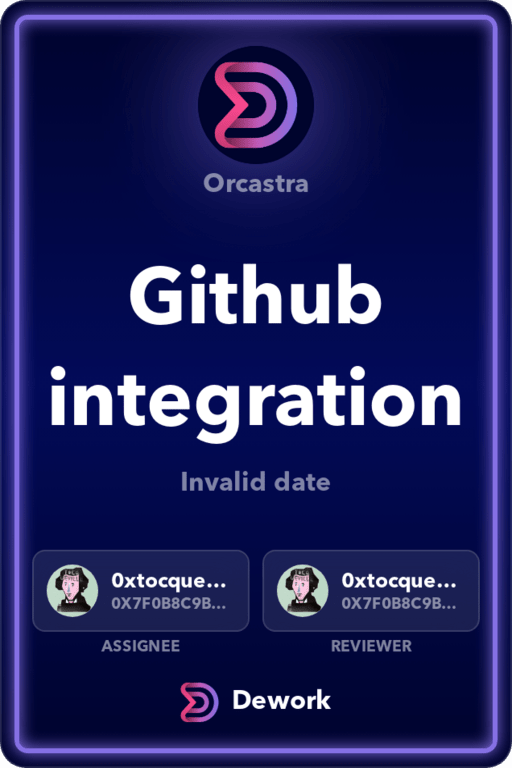 Orcastra
Github
integration
Invalid date
0xtocque...
0X7F0B8C9B...
ASSIGNEE
0xtocque...
0X7F0B8C9B...
REVIEWER
Dework